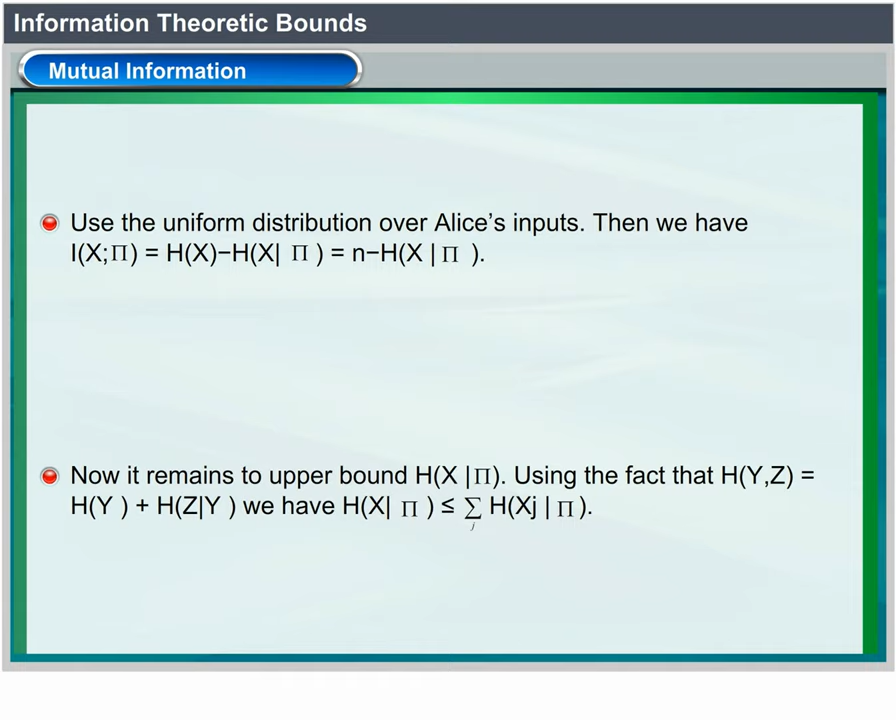 Information Theoretic Bounds
Mutual Information
Use the uniform distribution over Alice’s inputs. Then we have
I(X;Π) = H(X)−H(X| Π ) = n−H(X | Π ).
Now it remains to upper bound H(X |Π). Using the fact that H(Y,Z) =
H(Y ) + H(Z|Y ) we have H(X| Π ) ≤ ∑ H(Xj | Π ).
j